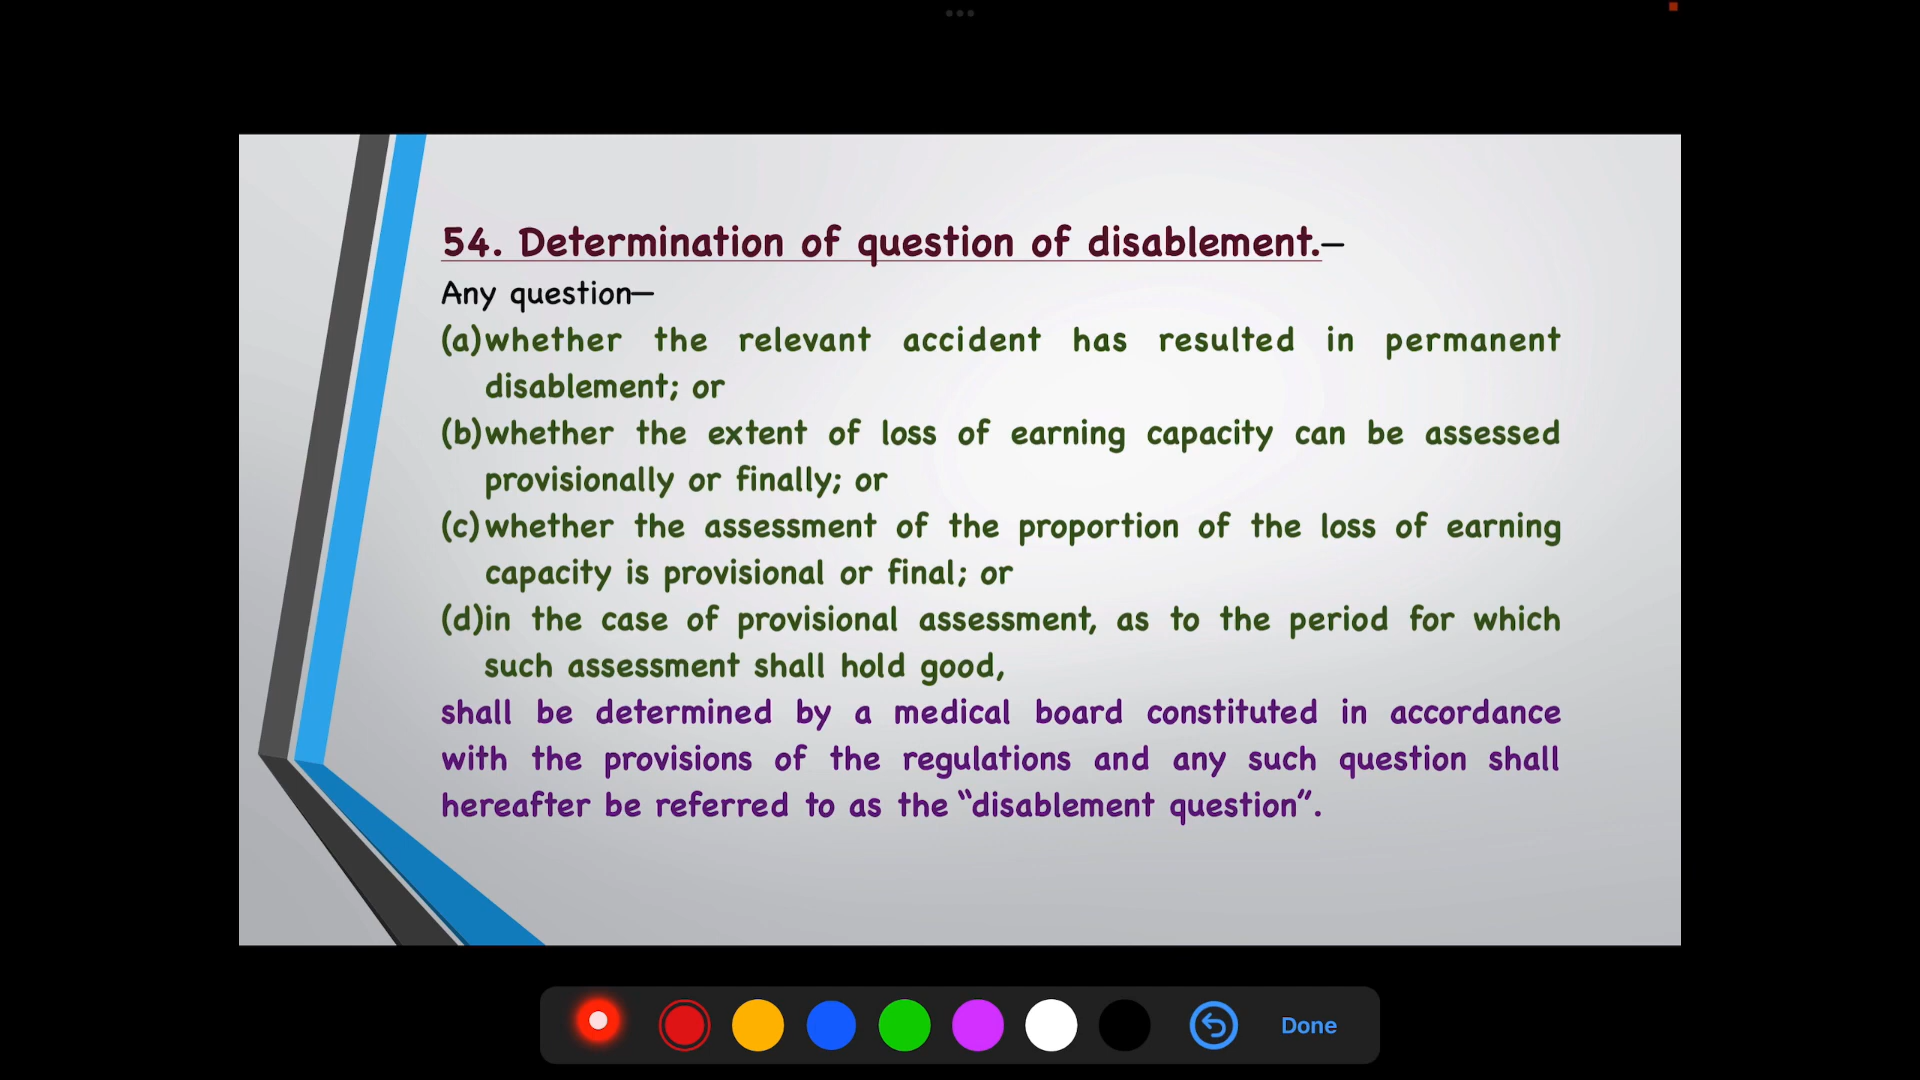 54. Determination of question of disablement.—
Any question—
(a)whether the relevant accident has resulted in permanent
disablement; or
(b)whether the extent of loss of earning capacity can be assessed
provisionally or finally; or
(c)whether the assessment of the proportion of the loss of earning
capacity is provisional or final; or
(d)in the case of provisional assessment, as to the period for which
such assessment shall hold good,
shall be determined by a medical board constituted in accordance
with the provisions of the regulations and any such question shall
hereafter be referred to as the “disablement question”.
Done